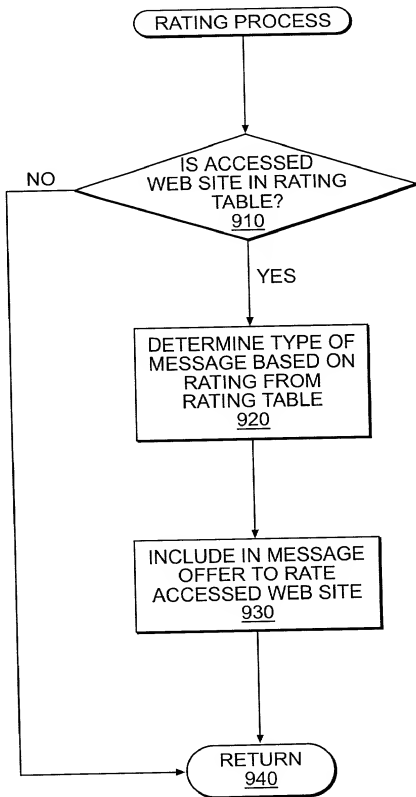 RATING PROCESS
IS ACCESSED
WEB SITE IN RATING
TABLE?
910
NO
YES
DETERMINE TYPE OF
MESSAGE BASED ON
RATING FROM
RATING TABLE
920
INCLUDE IN MESSAGE
OFFER TO RATE
ACCESSED WEB SITE
930
RETURN
940